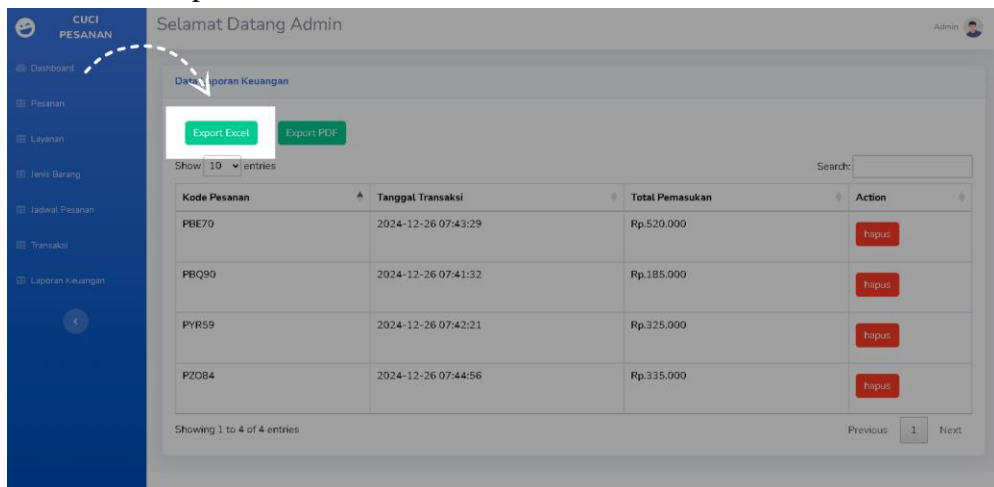 CUCI
PESANAN
Selamat Datang Admin
Admin
Dashboard
Pesanan
Layanan
Jenis Barang
Jadwal Pesanan
Transaksi
Laporan Keuangan
Data Laporan Keuangan
Export Excel Export PDF
Show 10 entries Search:
Kode Pesanan Tanggal Transaksi Total Pemasukan Action
PBE70 2024-12-26 07:43:29 Rp.520.000 hapus
PBQ90 2024-12-26 07:41:32 Rp.185.000 hapus
PYR59 2024-12-26 07:42:21 Rp.325.000 hapus
PZO84 2024-12-26 07:44:56 Rp.335.000 hapus
Showing 1 to 4 of 4 entries Previous 1 Next